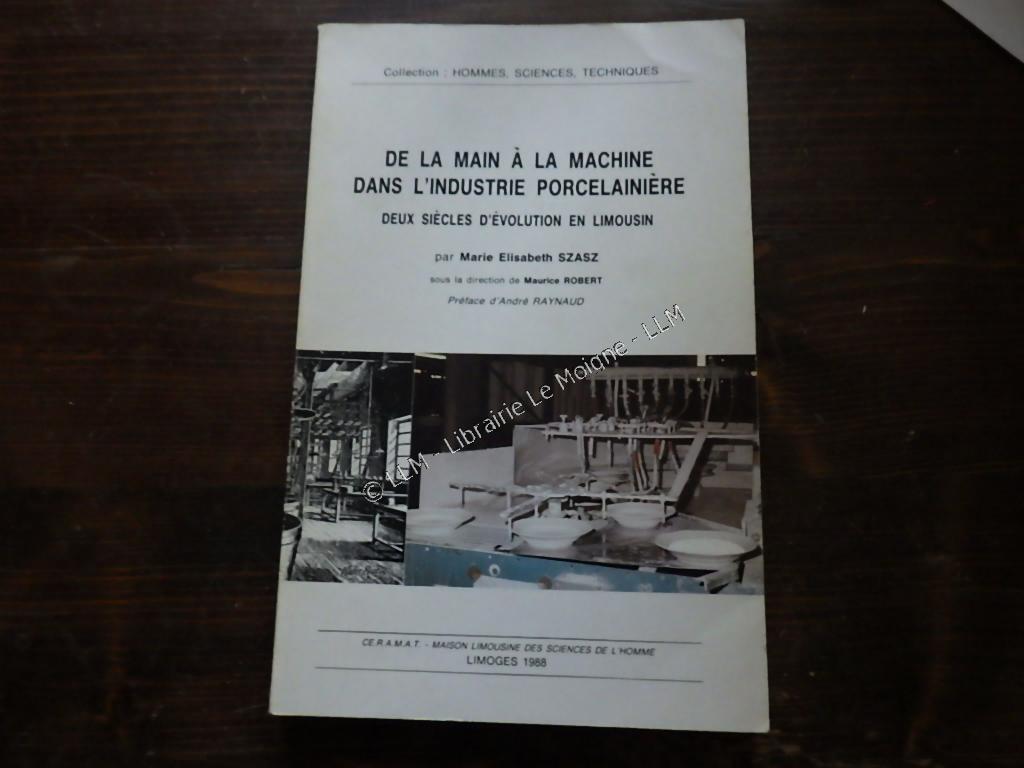 Collection : HOMMES, SCIENCES, TECHNIQUES
DE LA MAIN À LA MACHINE
DANS L'INDUSTRIE PORCELAINIÈRE
DEUX SIÈCLES D'ÉVOLUTION EN LIMOUSIN
par Marie Elisabeth SZASZ
sous la direction de Maurice ROBERT
Préface d'André RAYNAUD
© LLM - Librairie Le Moigne - LLM
CE.R.A.M.A.T. - MAISON LIMOUSINE DES SCIENCES DE L'HOMME
LIMOGES 1988